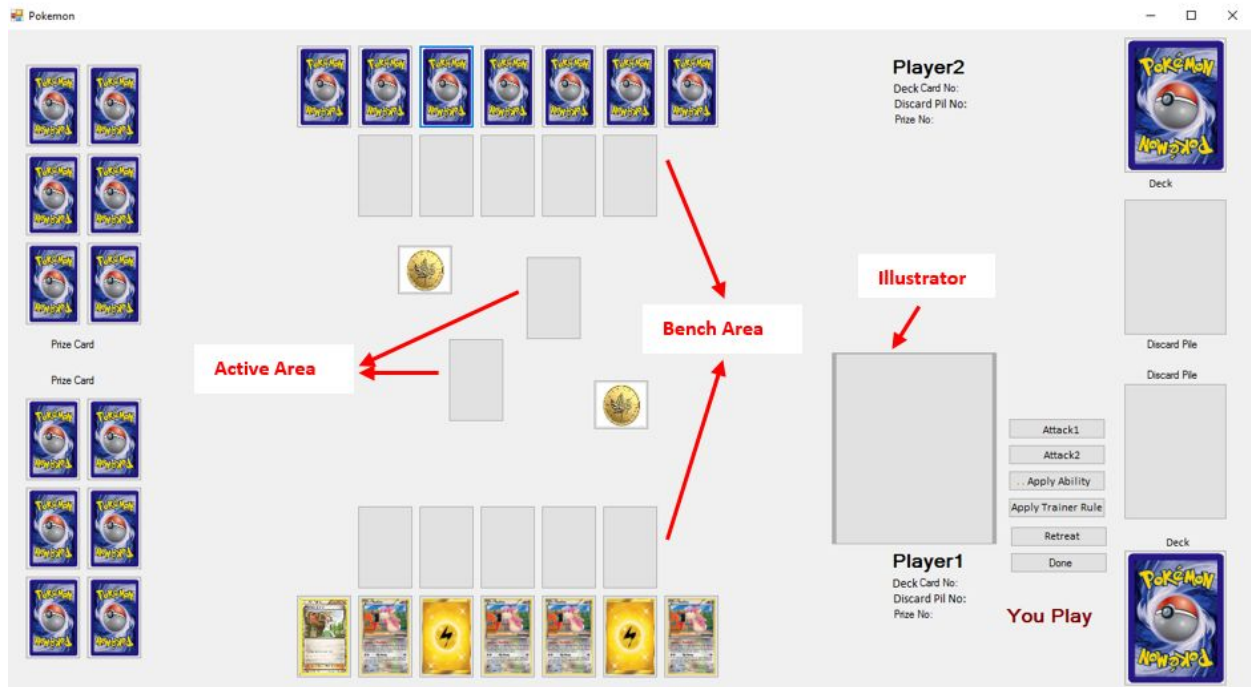 Pokemon
Player2
Deck Card No:
Discard Pil No:
Prize No:
Deck
Illustrator
Bench Area
Prize Card
Discard Pile
Active Area
Prize Card
Discard Pile
Attack1
Attack2
. . Apply Ability
Apply Trainer Rule
Retreat
Deck
Player1
Done
Deck Card No:
Discard Pil No:
Prize No:
You Play
POKéMON